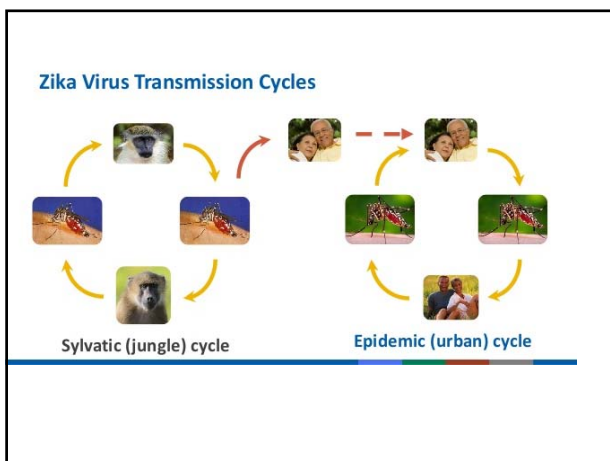 Zika Virus Transmission Cycles
Sylvatic (jungle) cycle
Epidemic (urban) cycle